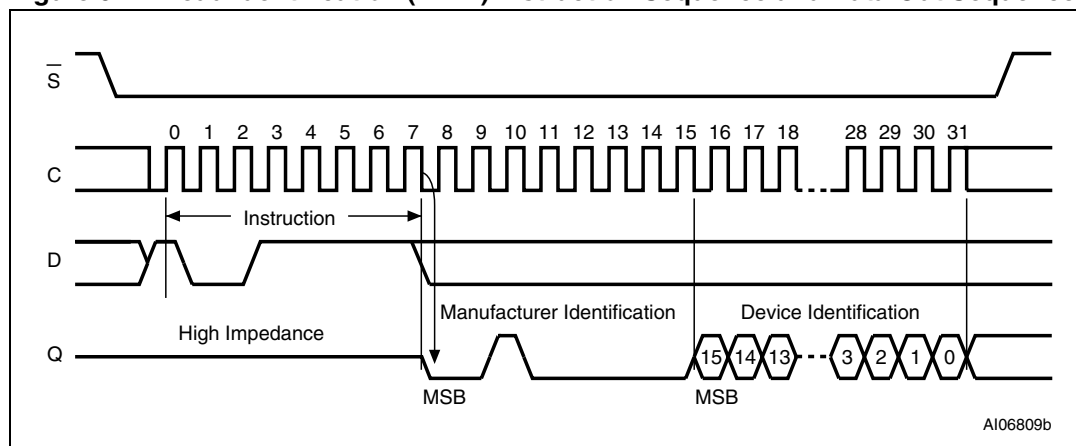 S
0 1 2 3 4 5 6 7 8 9 10 11 12 13 14 15 16 17 18 28 29 30 31
C
Instruction
D
Manufacturer Identification Device Identification
High Impedance
Q 15 14 13 3 2 1 0
MSB MSB
AI06809b